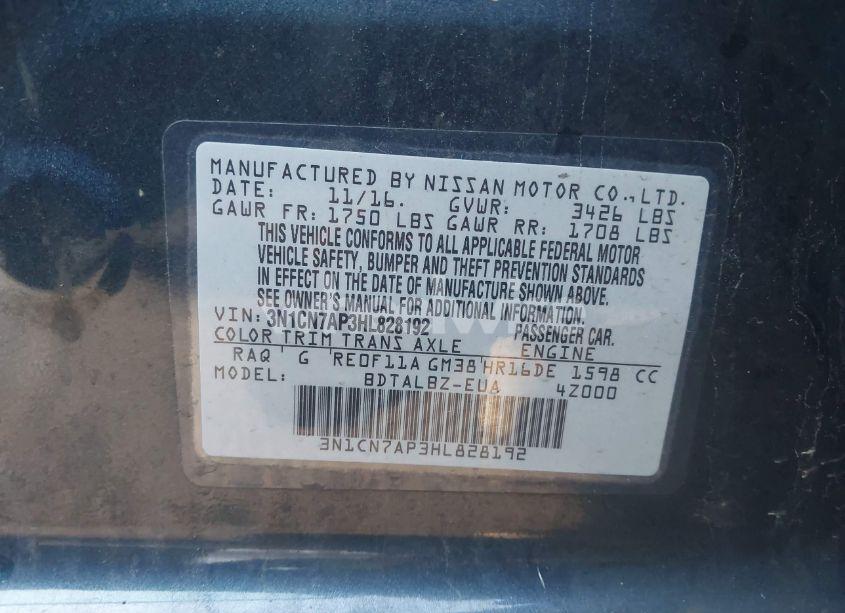 MANUFACTURED BY NISSAN MOTOR CO.,LTD.
DATE: 11/16. GVWR: 3426 LBS
GAWR FR: 1750 LBS GAWR RR: 1708 LBS
THIS VEHICLE CONFORMS TO ALL APPLICABLE FEDERAL MOTOR
VEHICLE SAFETY, BUMPER AND THEFT PREVENTION STANDARDS
IN EFFECT ON THE DATE OF MANUFACTURE SHOWN ABOVE.
SEE OWNER'S MANUAL FOR ADDITIONAL INFORMATION.
VIN: 3N1CN7AP3HL828192 PASSENGER CAR.
COLOR TRIM TRANS AXLE ENGINE
RAQ G RE0F11A GM38 HR16DE 1598 CC
MODEL: BDTALBZ-EUA 4Z000
3N1CN7AP3HL828192